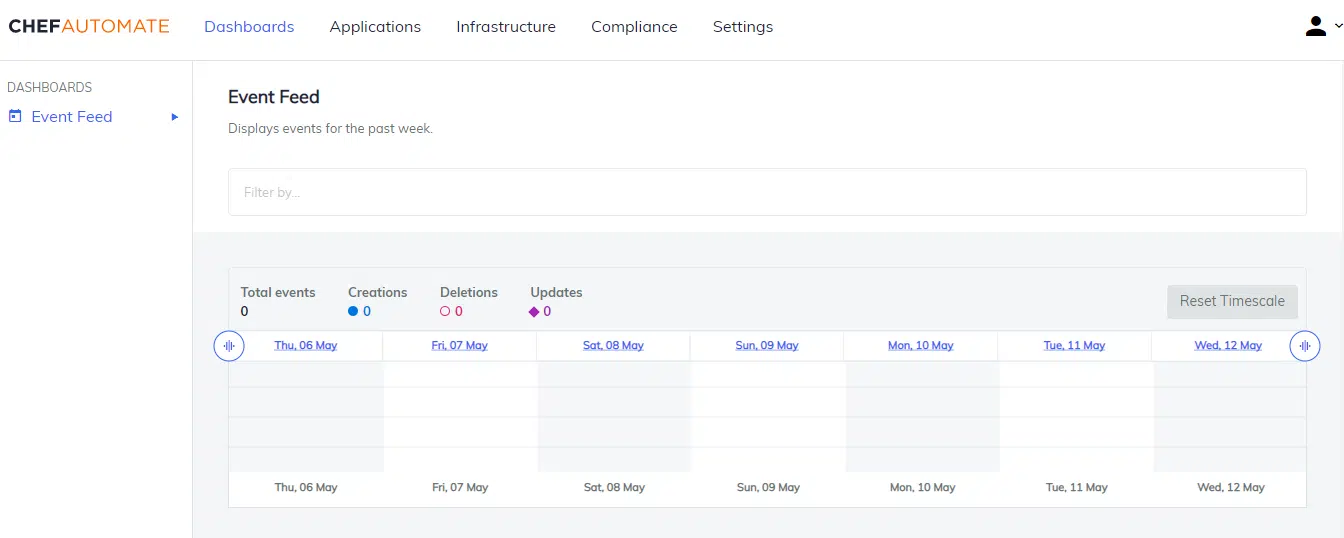 CHEFAUTOMATE Dashboards Applications Infrastructure Compliance Settings
DASHBOARDS
Event Feed
Event Feed
Displays events for the past week.
Filter by...
Total events Creations Deletions Updates
0 0 0 0
Reset Timescale
Thu, 06 May Fri, 07 May Sat, 08 May Sun, 09 May Mon, 10 May Tue, 11 May Wed, 12 May
Thu, 06 May Fri, 07 May Sat, 08 May Sun, 09 May Mon, 10 May Tue, 11 May Wed, 12 May